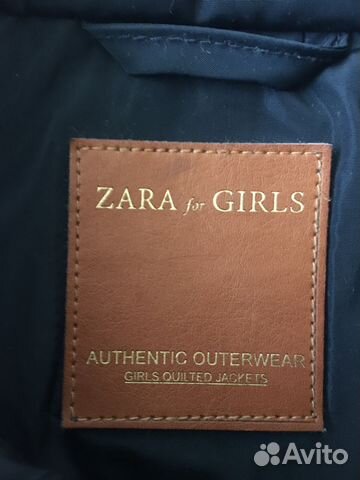 ZARA for GIRLS
AUTHENTIC OUTERWEAR
GIRLS QUILTED JACKETS
Avito